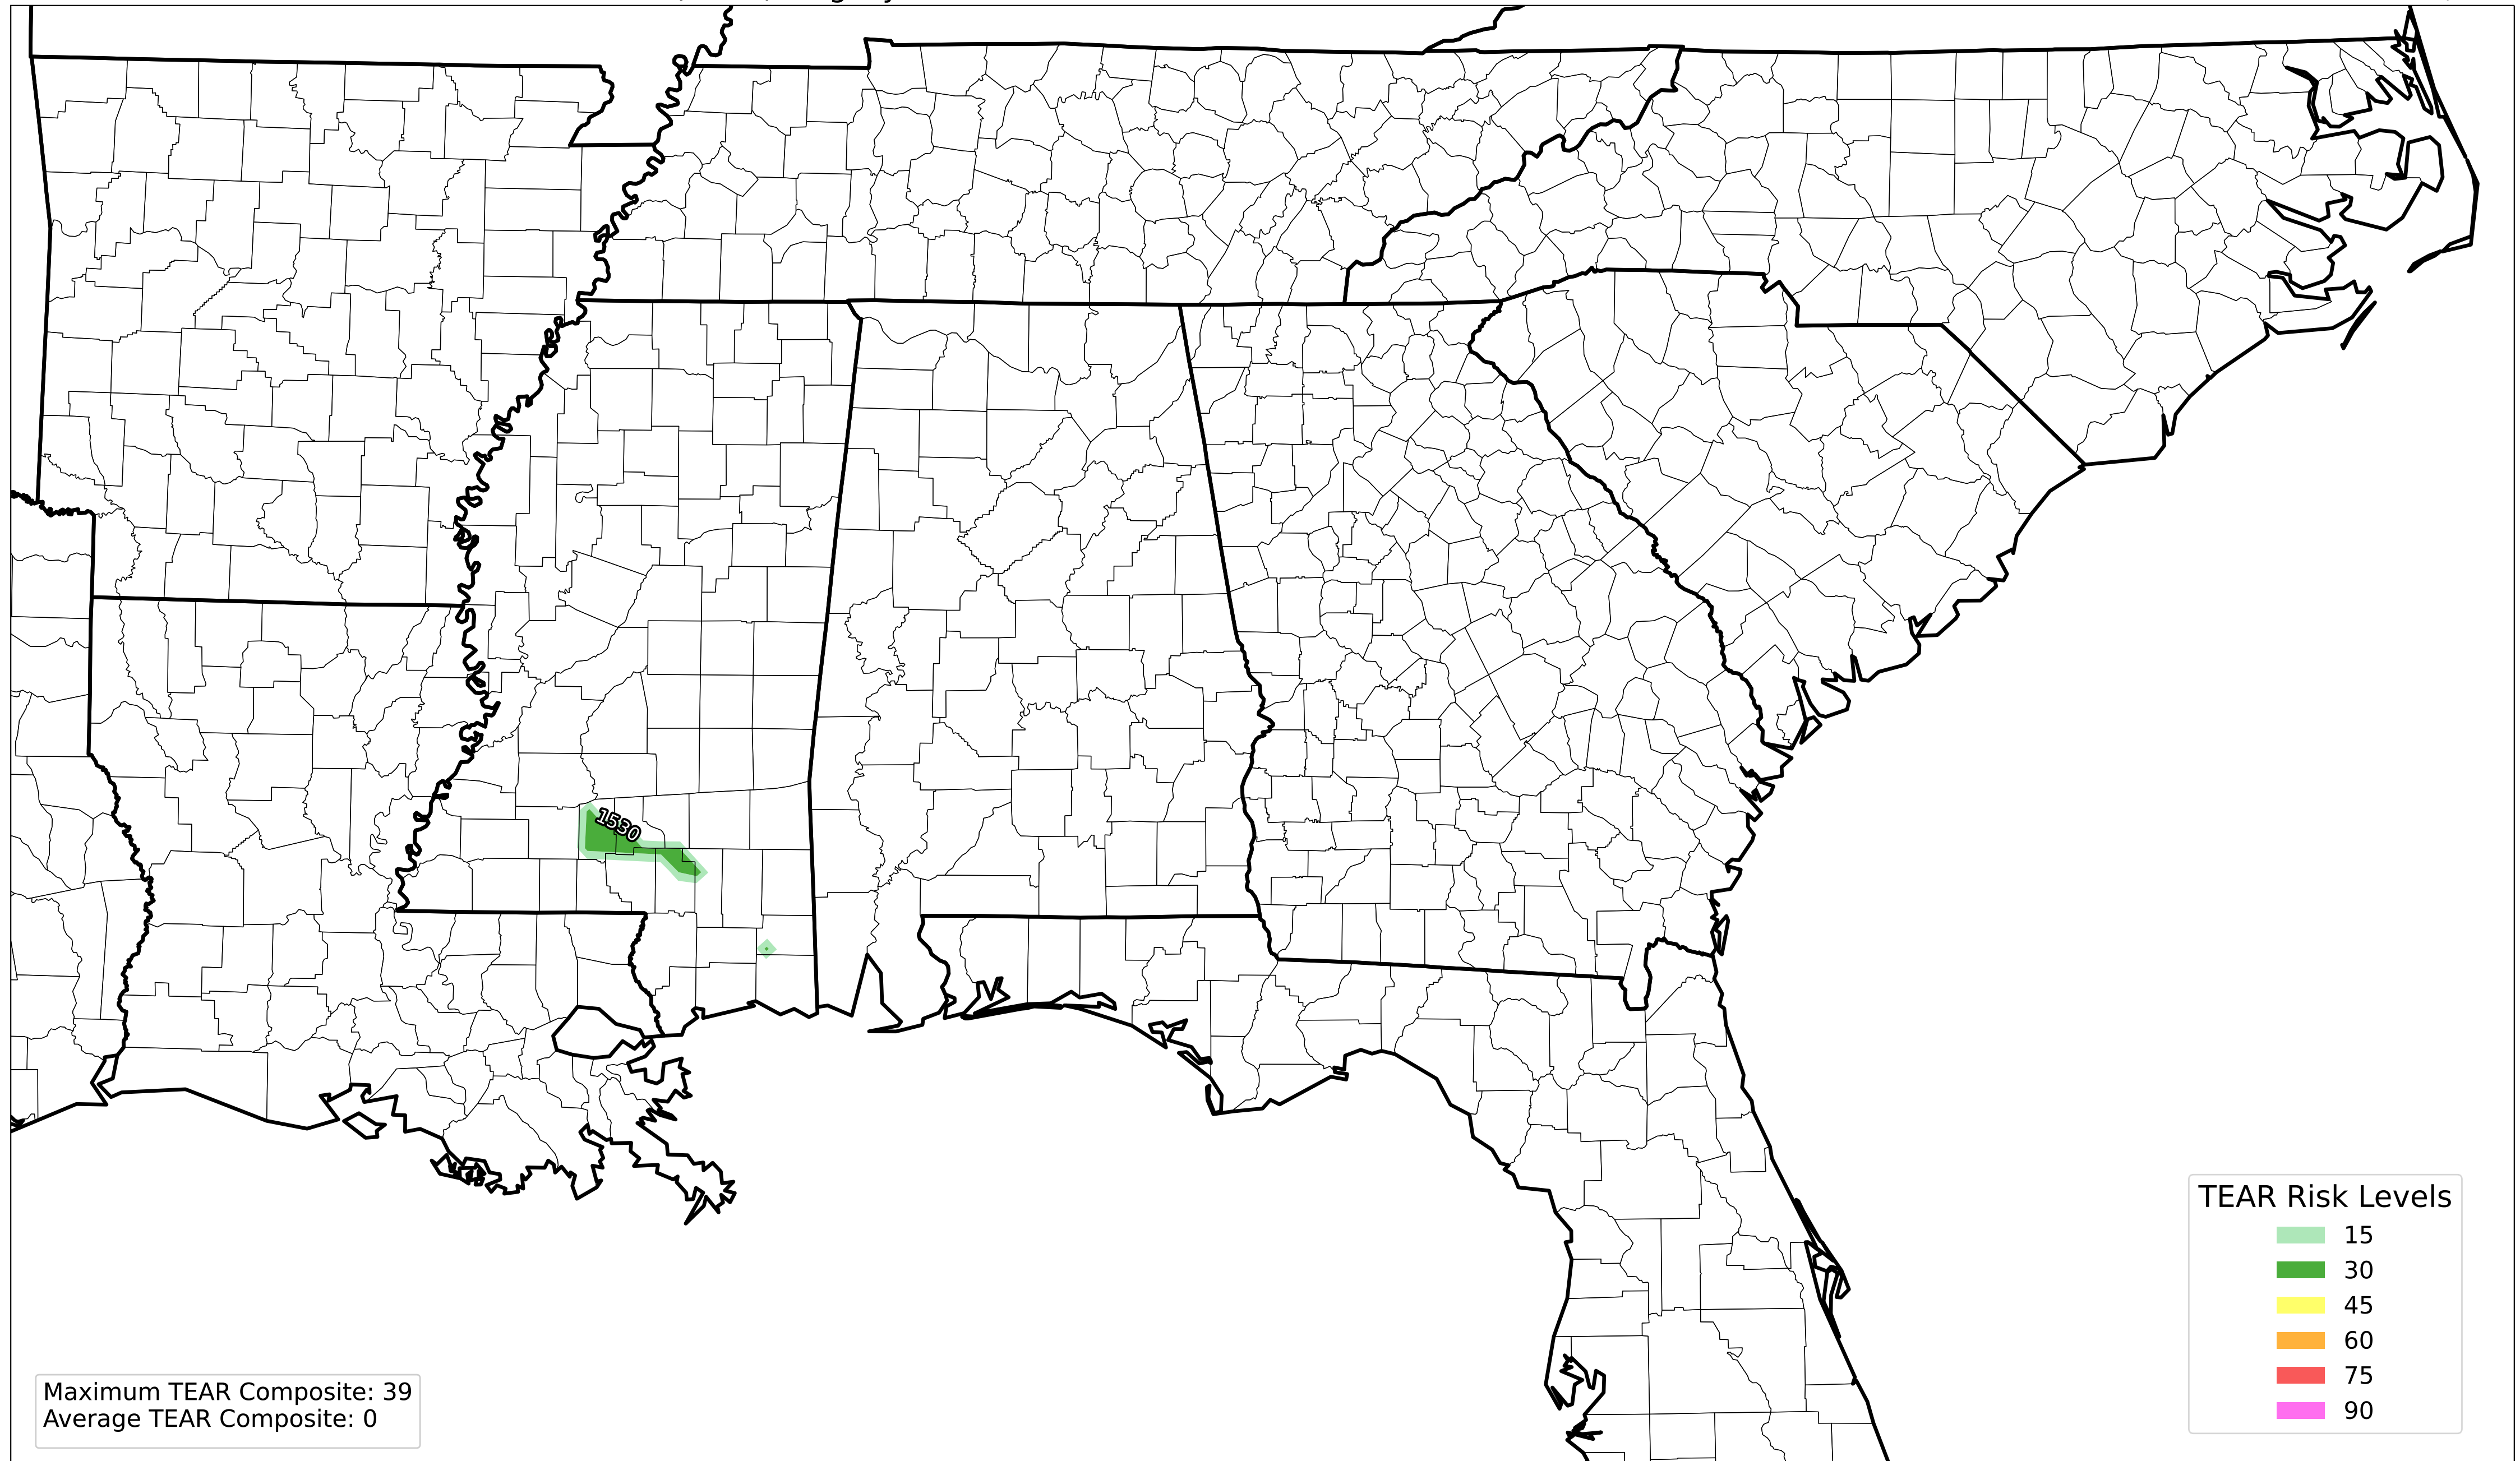 1530
TEAR Risk Levels
15
30
45
60
75
90
Maximum TEAR Composite: 39
Average TEAR Composite: 0